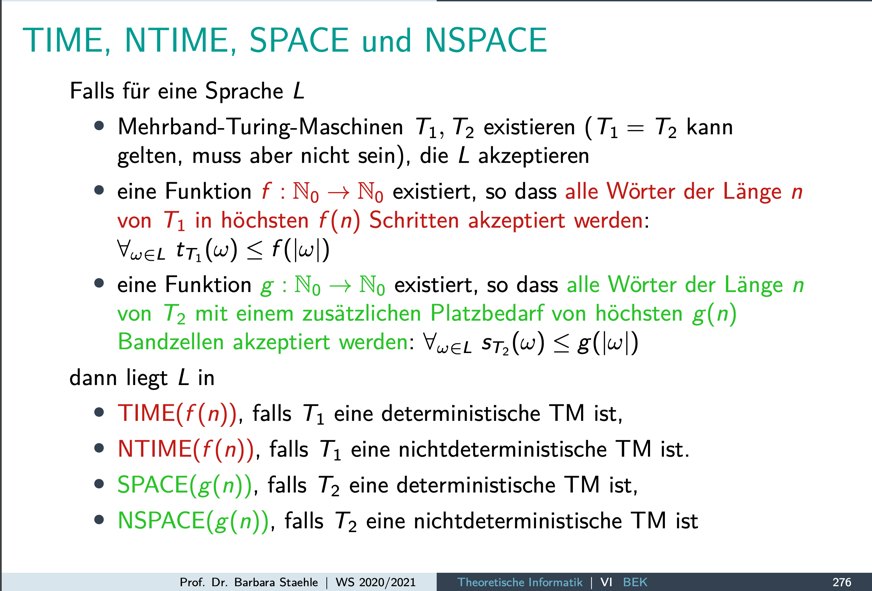 TIME, NTIME, SPACE und NSPACE
Falls für eine Sprache L
• Mehrband-Turing-Maschinen T₁, T₂ existieren (T₁ = T₂ kann
gelten, muss aber nicht sein), die L akzeptieren
• eine Funktion f : ℕ₀ → ℕ₀ existiert, so dass alle Wörter der Länge n
von T₁ in höchsten f(n) Schritten akzeptiert werden:
∀ω∈L t_T₁(ω) ≤ f(|ω|)
• eine Funktion g : ℕ₀ → ℕ₀ existiert, so dass alle Wörter der Länge n
von T₂ mit einem zusätzlichen Platzbedarf von höchsten g(n)
Bandzellen akzeptiert werden: ∀ω∈L s_T₂(ω) ≤ g(|ω|)
dann liegt L in
• TIME(f(n)), falls T₁ eine deterministische TM ist,
• NTIME(f(n)), falls T₁ eine nichtdeterministische TM ist.
• SPACE(g(n)), falls T₂ eine deterministische TM ist,
• NSPACE(g(n)), falls T₂ eine nichtdeterministische TM ist
Prof. Dr. Barbara Staehle | WS 2020/2021 Theoretische Informatik | VI BEK 276